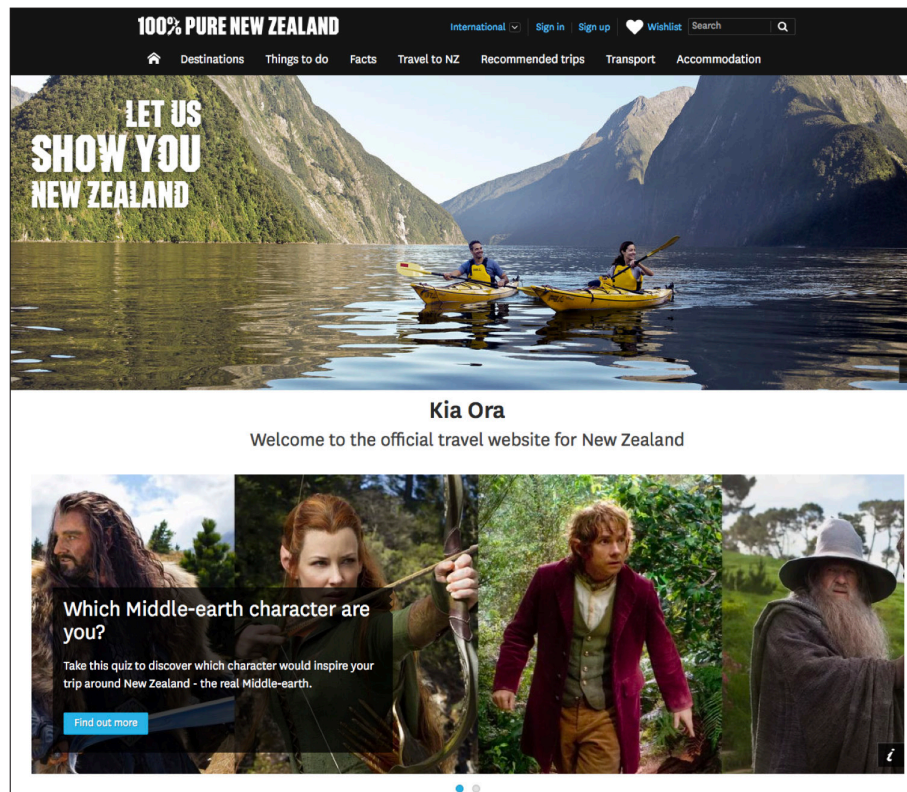 100% PURE NEW ZEALAND
International
Sign in
Sign up
Wishlist
Search
Destinations
Things to do
Facts
Travel to NZ
Recommended trips
Transport
Accommodation
LET US
SHOW YOU
NEW ZEALAND
Kia Ora
Welcome to the official travel website for New Zealand
Which Middle-earth character are
you?
Take this quiz to discover which character would inspire your
trip around New Zealand - the real Middle-earth.
Find out more
i